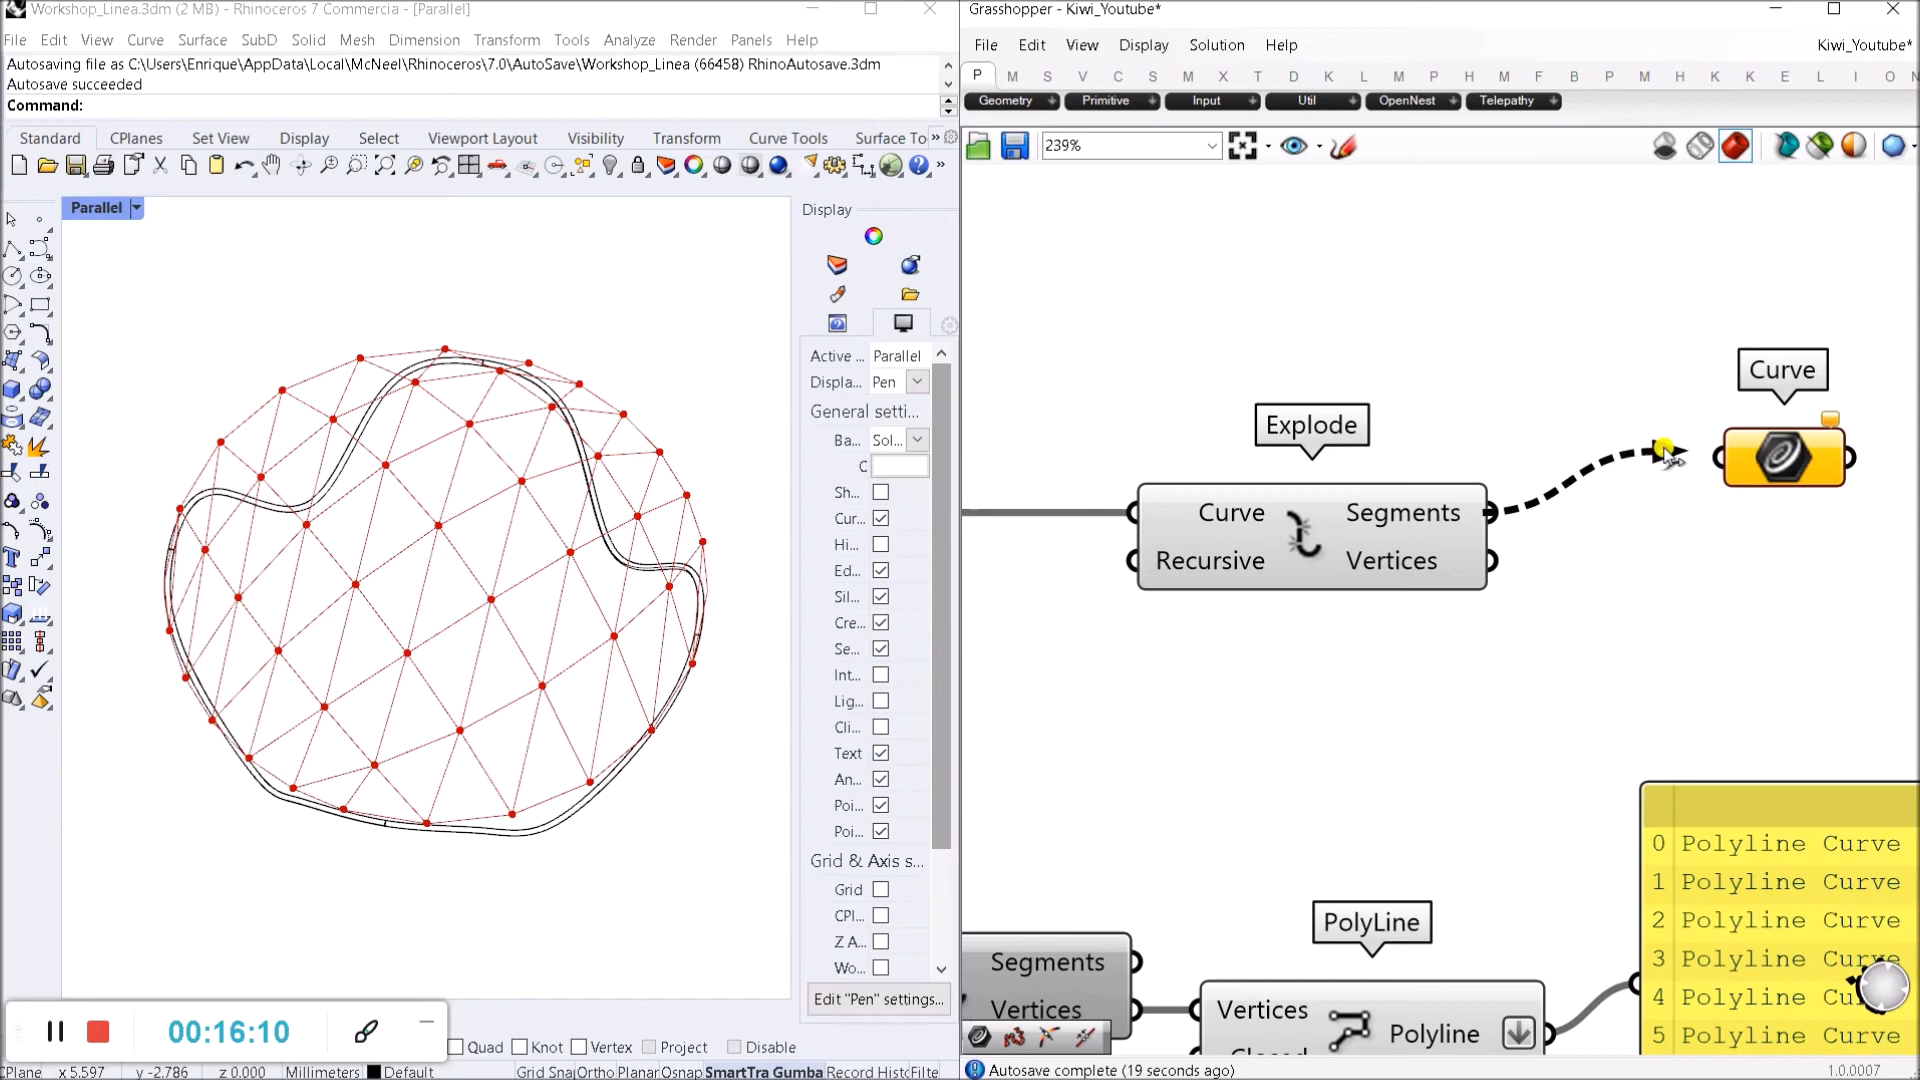 Workshop_Linea.3dm (2 MB) - Rhinoceros 7 Commercia - [Parallel]
File Edit View Curve Surface SubD Solid Mesh Dimension Transform Tools Analyze Render Panels Help
Autosaving file as C:\Users\Enrique\AppData\Local\McNeel\Rhinoceros\7.0\AutoSave\Workshop_Linea (66458) RhinoAutosave.3dm
Autosave succeeded
Command:
Standard CPlanes Set View Display Select Viewport Layout Visibility Transform Curve Tools Surface To »
Parallel
Display
Active ... Parallel
Displa... Pen
General setti...
Ba... Sol...
C
Sh...
Cur...
Hi...
Ed...
Sil...
Cre...
Se...
Int...
Lig...
Cli...
Text
An...
Poi...
Poi...
Grid & Axis s...
Grid
CPl...
Z A...
Wo...
Edit "Pen" settings...
00:16:10
Quad Knot Vertex Project Disable
CPlane x 5.597 y -2.786 z 0.000 Millimeters Default Grid Snap Ortho Planar Osnap SmartTra Gumba Record Histo Filte
Grasshopper - Kiwi_Youtube*
File Edit View Display Solution Help Kiwi_Youtube*
P M S V C S M X T D K L M P H M F B P M H K K E L I O N
Geometry Primitive Input Util OpenNest Telepathy
239%
Curve
Explode
Curve Segments
Recursive Vertices
PolyLine
Segments
Vertices
Vertices
Polyline
0 Polyline Curve
1 Polyline Curve
2 Polyline Curve
3 Polyline Curve
4 Polyline Cu
5 Polyline Curve
Autosave complete (19 seconds ago) 1.0.0007